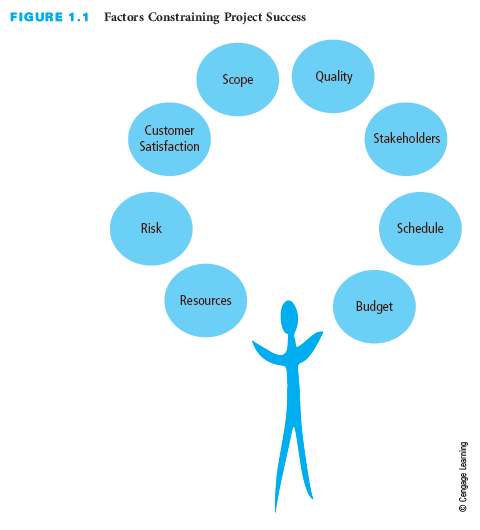 FIGURE 1.1 Factors Constraining Project Success
Scope
Quality
Customer
Satisfaction
Stakeholders
Risk
Schedule
Resources
Budget
© Cengage Learning